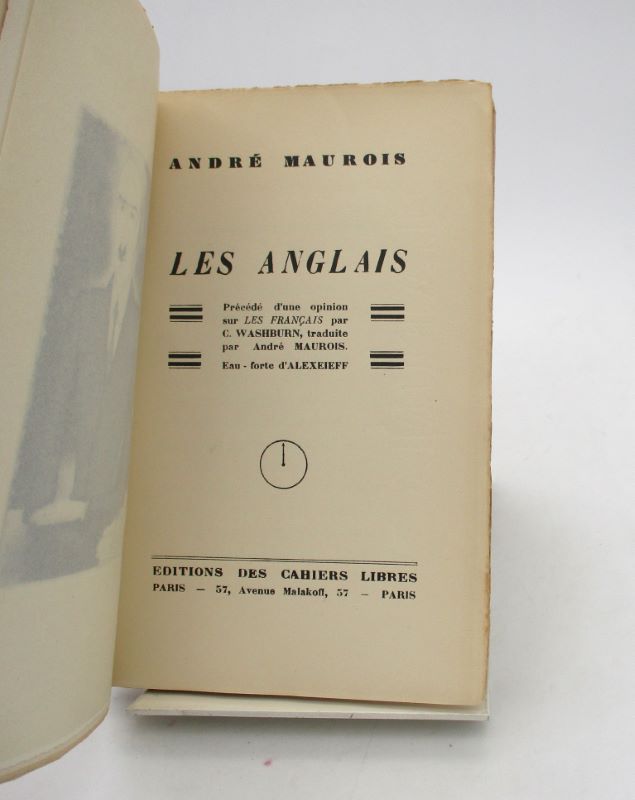 ANDRÉ MAUROIS
LES ANGLAIS
Précédé d'une opinion
sur LES FRANÇAIS par
C. WASHBURN, traduite
par André MAUROIS.
Eau - forte d'ALEXEIEFF
EDITIONS DES CAHIERS LIBRES
PARIS — 57, Avenue Malakoff, 57 — PARIS